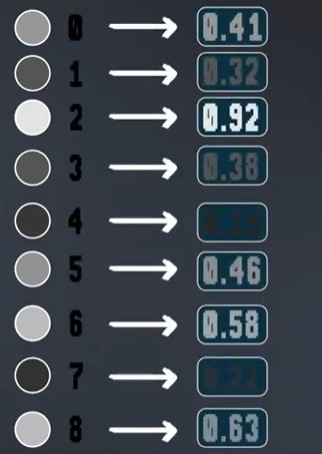 0 → 0.41
1 → 0.32
2 → 0.92
3 → 0.38
4 →
5 → 0.46
6 → 0.58
7 →
8 → 0.63